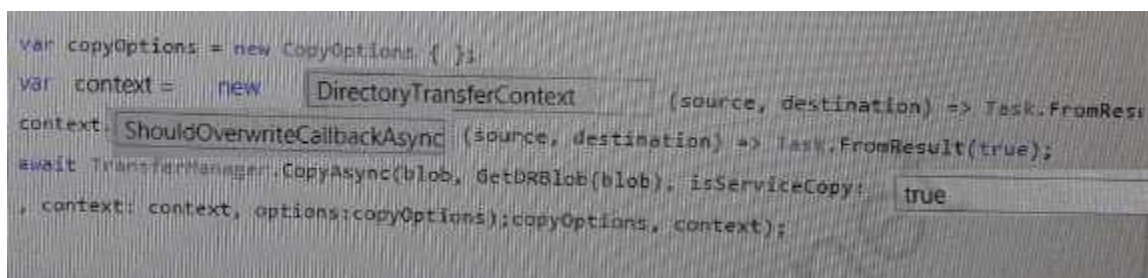 var copyOptions = new CopyOptions { };
var context = new DirectoryTransferContext (source, destination) => Task.FromResu
context. ShouldOverwriteCallbackAsync (source, destination) => Task.FromResult(true);
await TransferManager.CopyAsync(blob, GetDRBlob(blob), isServiceCopy: true
, context: context, options:copyOptions);copyOptions, context);